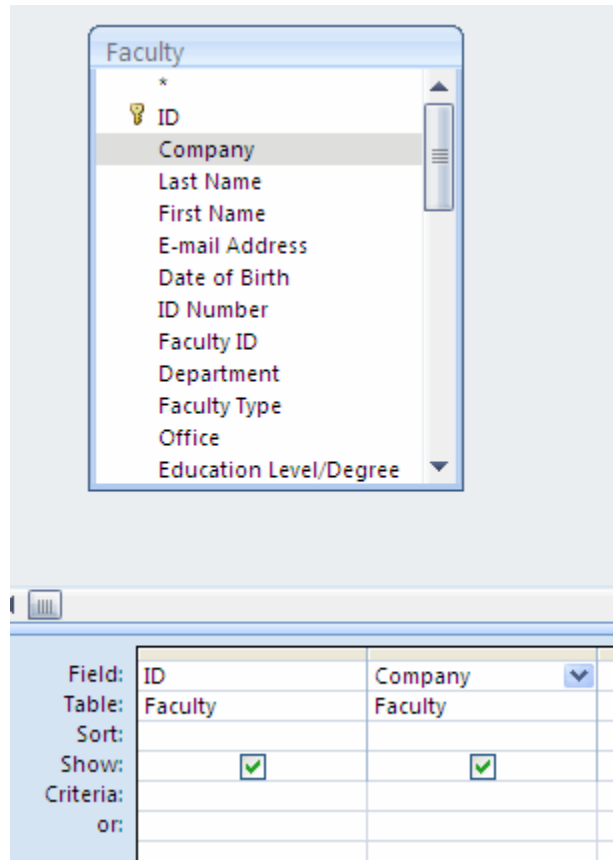 Faculty
*
ID
Company
Last Name
First Name
E-mail Address
Date of Birth
ID Number
Faculty ID
Department
Faculty Type
Office
Education Level/Degree
Field: ID Company
Table: Faculty Faculty
Sort:
Show:
Criteria:
or: